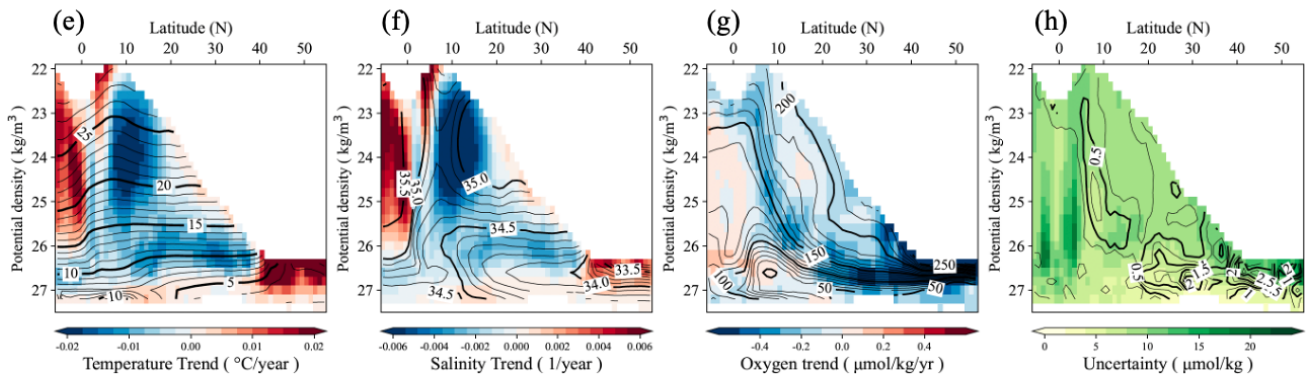 (e) Latitude (N)
0 10 20 30 40 50
22
23
24
25
26
27
Potential density ( kg/m³ )
25
20
15
10
5
10
-0.02 -0.01 0.00 0.01 0.02
Temperature Trend ( °C/year )
(f) Latitude (N)
0 10 20 30 40 50
22
23
24
25
26
27
Potential density ( kg/m³ )
35.5
35.0
35.0
34.5
33.5
34.0
34.5
-0.006 -0.004 -0.002 0.000 0.002 0.004 0.006
Salinity Trend ( 1/year )
(g) Latitude (N)
0 10 20 30 40 50
22
23
24
25
26
27
Potential density ( kg/m³ )
200
150
250
100
50
50
-0.4 -0.2 0.0 0.2 0.4
Oxygen trend ( μmol/kg/yr )
(h) Latitude (N)
0 10 20 30 40 50
22
23
24
25
26
27
Potential density ( kg/m³ )
0.5
0.5
1.5
2.5
0 5 10 15 20
Uncertainty ( μmol/kg )